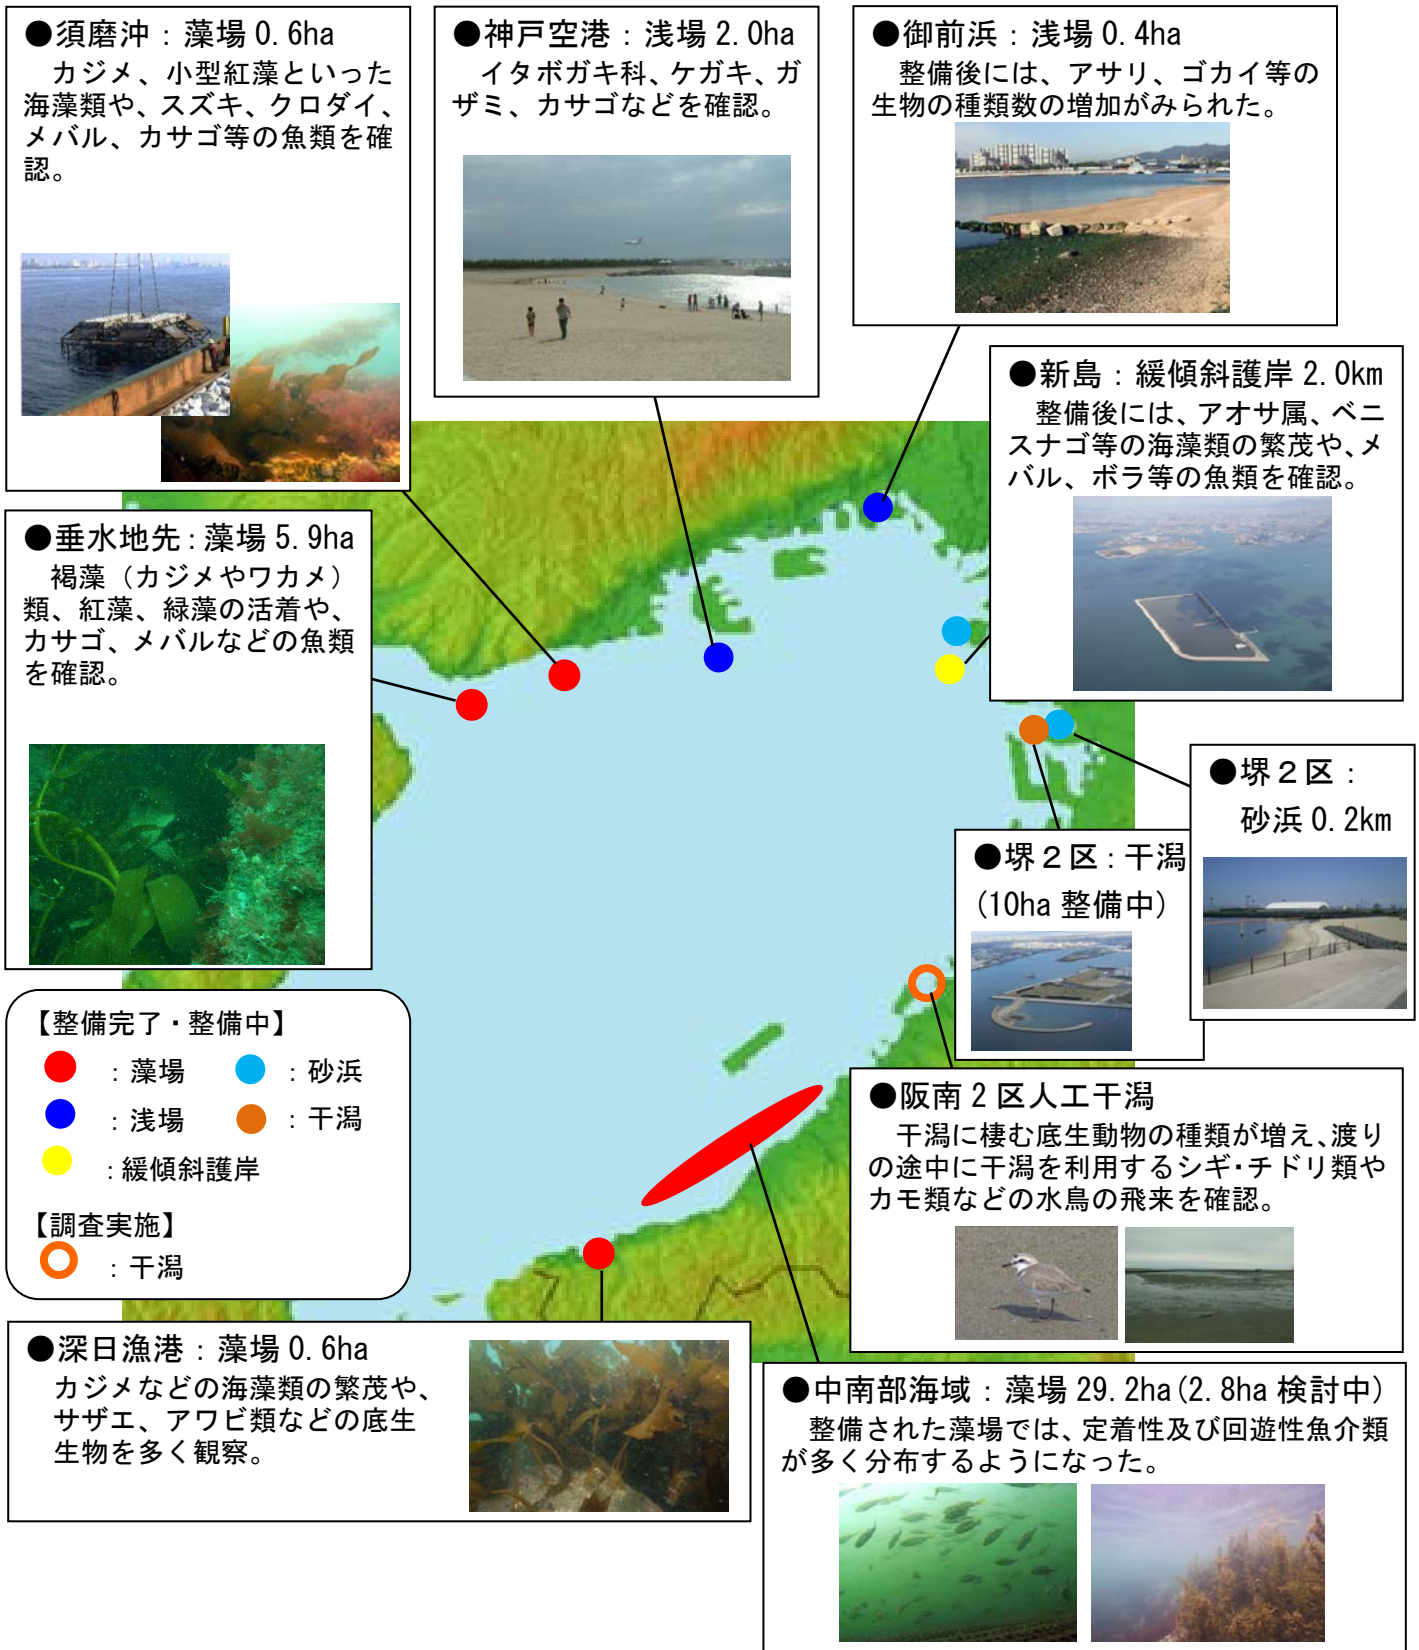 ●須磨沖：藻場 0.6ha
カジメ、小型紅藻といった
海藻類や、スズキ、クロダイ、
メバル、カサゴ等の魚類を確
認。
●神戸空港：浅場 2.0ha
イタボガキ科、ケガキ、ガ
ザミ、カサゴなどを確認。
●御前浜：浅場 0.4ha
整備後には、アサリ、ゴカイ等の
生物の種類数の増加がみられた。
●新島：緩傾斜護岸 2.0km
整備後には、アオサ属、ベニ
スナゴ等の海藻類の繁茂や、メ
バル、ボラ等の魚類を確認。
●垂水地先：藻場 5.9ha
褐藻（カジメやワカメ）
類、紅藻、緑藻の活着や、
カサゴ、メバルなどの魚類
を確認。
●堺２区：
砂浜 0.2km
●堺２区：干潟
(10ha 整備中)
【整備完了・整備中】
：藻場
：砂浜
：浅場
：干潟
：緩傾斜護岸
【調査実施】
：干潟
●阪南 2 区人工干潟
干潟に棲む底生動物の種類が増え、渡り
の途中に干潟を利用するシギ・チドリ類や
カモ類などの水鳥の飛来を確認。
●深日漁港：藻場 0.6ha
カジメなどの海藻類の繁茂や、
サザエ、アワビ類などの底生
生物を多く観察。
●中南部海域：藻場 29.2ha(2.8ha 検討中)
整備された藻場では、定着性及び回遊性魚介類
が多く分布するようになった。